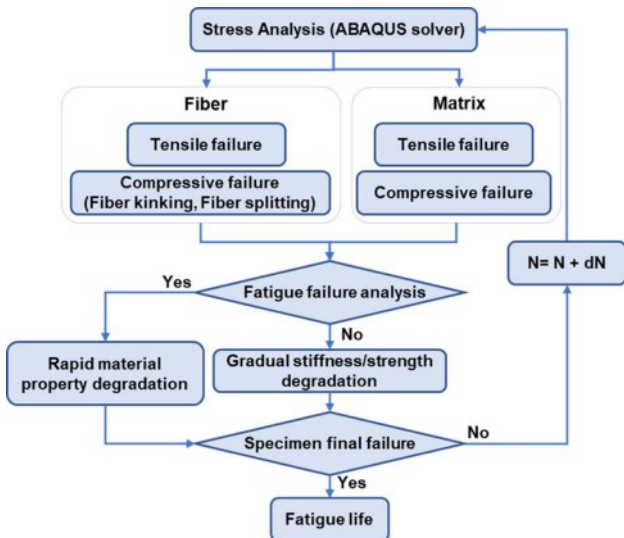 Stress Analysis (ABAQUS solver)
Fiber
Tensile failure
Compressive failure
(Fiber kinking, Fiber splitting)
Matrix
Tensile failure
Compressive failure
N= N + dN
Fatigue failure analysis
Yes
No
Rapid material
property degradation
Gradual stiffness/strength
degradation
Specimen final failure
No
Yes
Fatigue life